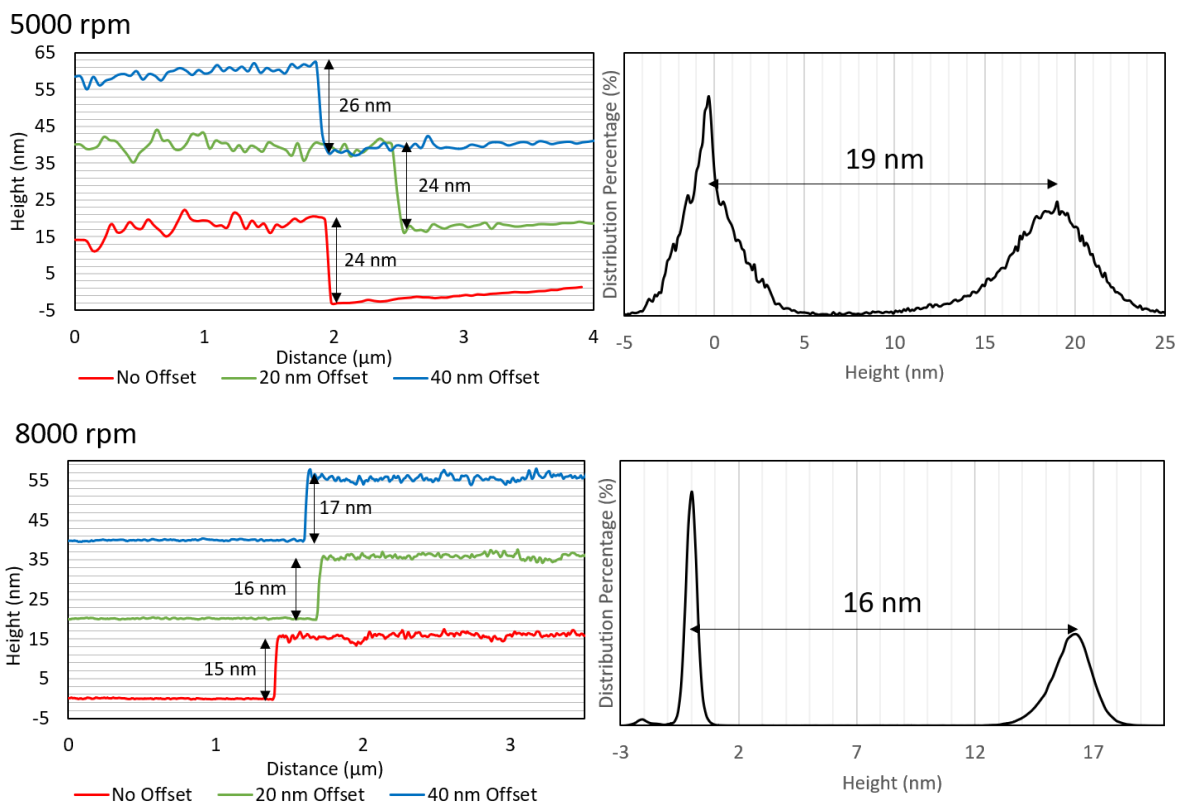 5000 rpm
65
55
45
35
25
15
5
-5
Height (nm)
26 nm
24 nm
24 nm
0 1 2 3 4
Distance (µm)
No Offset 20 nm Offset 40 nm Offset
Distribution Percentage (%)
19 nm
-5 0 5 10 15 20 25
Height (nm)
8000 rpm
55
45
35
25
15
5
-5
Height (nm)
17 nm
16 nm
15 nm
0 1 2 3
Distance (µm)
No Offset 20 nm Offset 40 nm Offset
Distribution Percentage (%)
16 nm
-3 2 7 12 17
Height (nm)